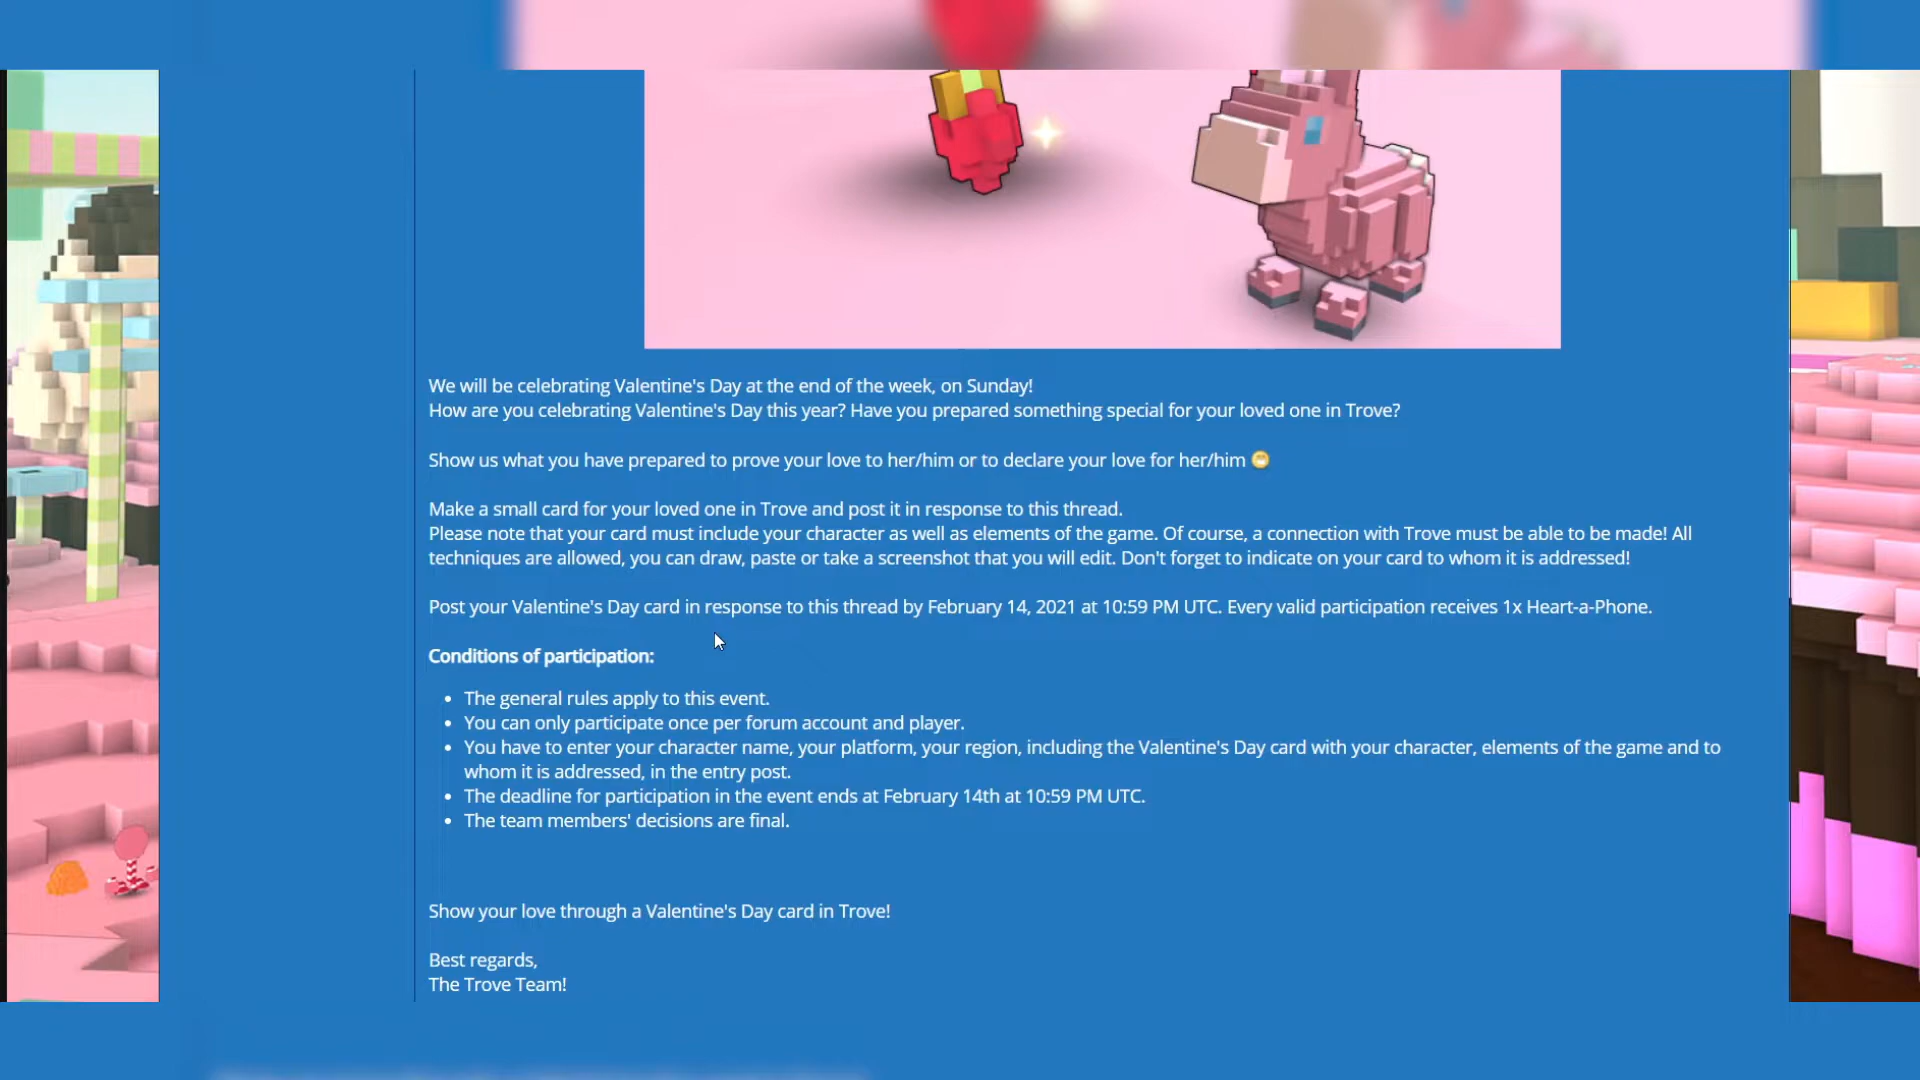 We will be celebrating Valentine's Day at the end of the week, on Sunday!
How are you celebrating Valentine's Day this year? Have you prepared something special for your loved one in Trove?
Show us what you have prepared to prove your love to her/him or to declare your love for her/him 😁
Make a small card for your loved one in Trove and post it in response to this thread.
Please note that your card must include your character as well as elements of the game. Of course, a connection with Trove must be able to be made! All
techniques are allowed, you can draw, paste or take a screenshot that you will edit. Don't forget to indicate on your card to whom it is addressed!
Post your Valentine's Day card in response to this thread by February 14, 2021 at 10:59 PM UTC. Every valid participation receives 1x Heart-a-Phone.
Conditions of participation:
• The general rules apply to this event.
• You can only participate once per forum account and player.
• You have to enter your character name, your platform, your region, including the Valentine's Day card with your character, elements of the game and to
whom it is addressed, in the entry post.
• The deadline for participation in the event ends at February 14th at 10:59 PM UTC.
• The team members' decisions are final.
Show your love through a Valentine's Day card in Trove!
Best regards,
The Trove Team!